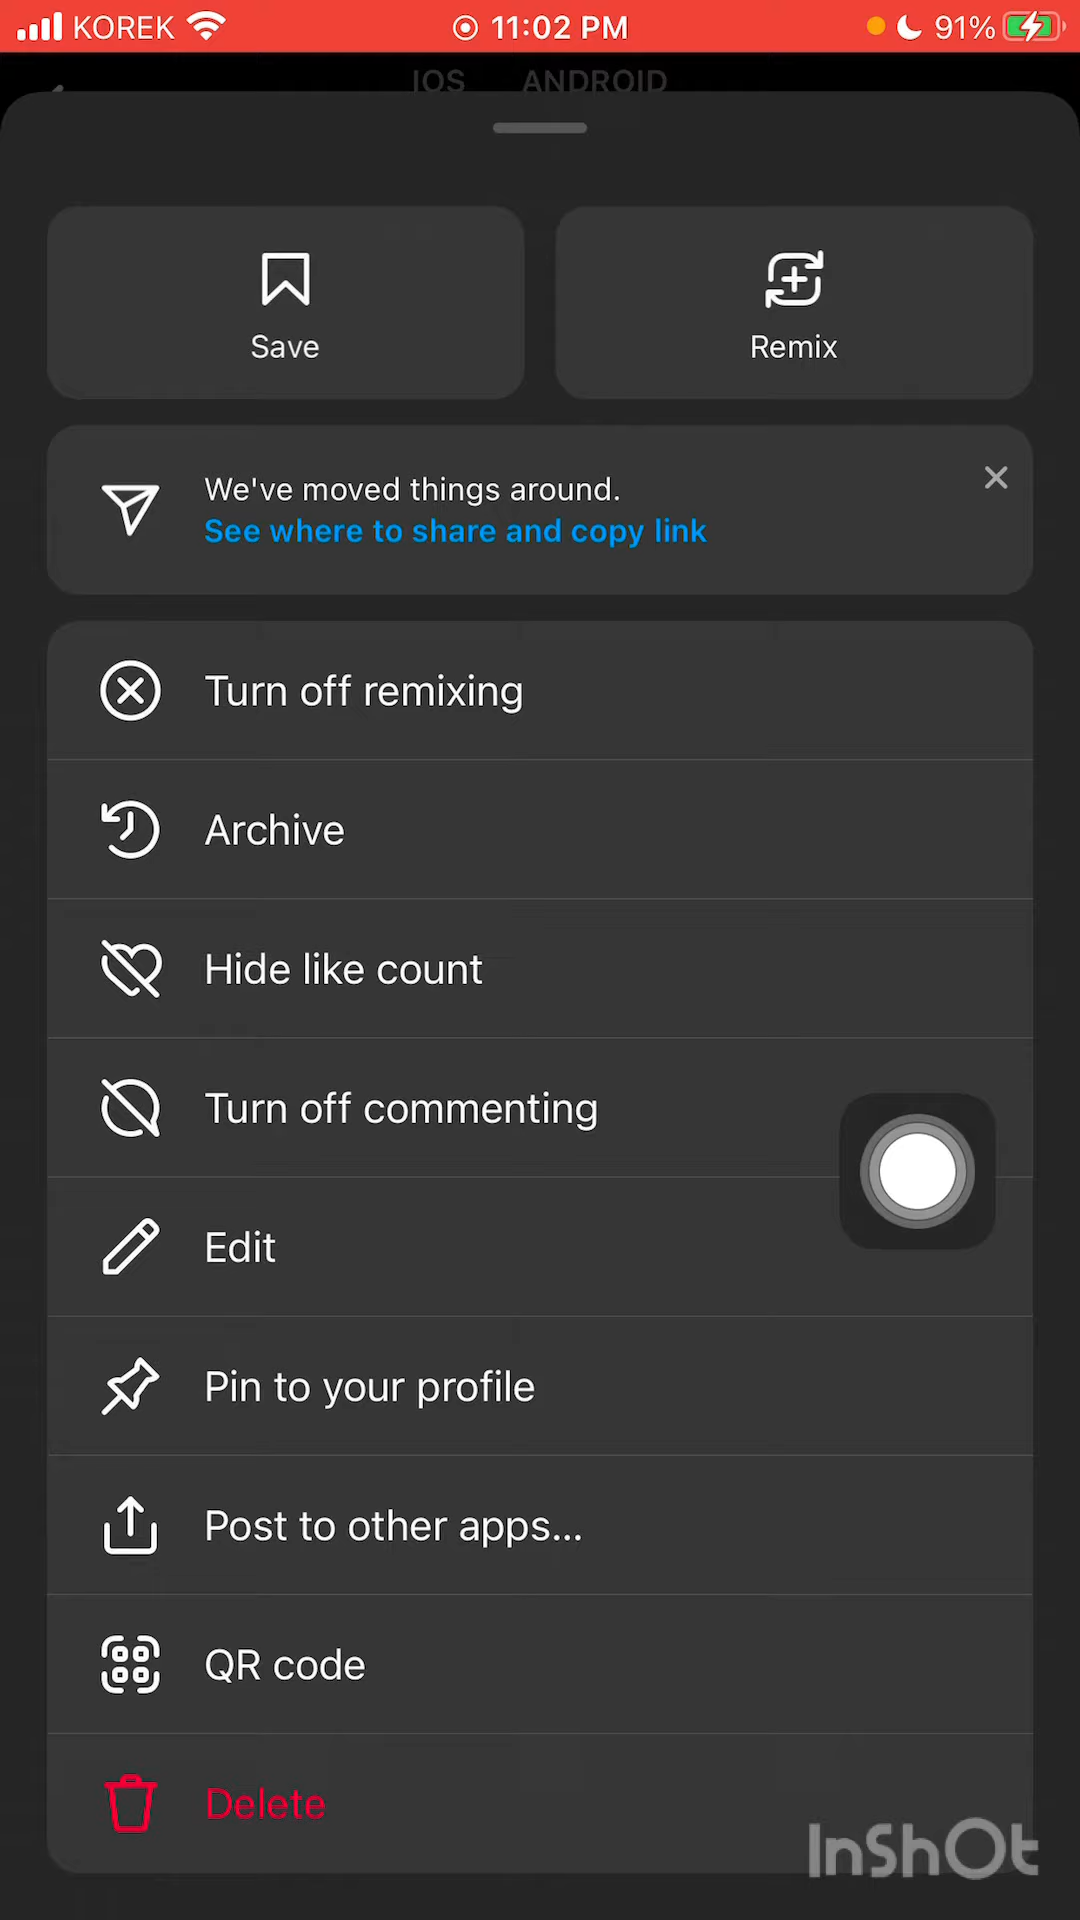 KOREK 11:02 PM 91%
IOS ANDROID
Save
Remix
We've moved things around.
See where to share and copy link
Turn off remixing
Archive
Hide like count
Turn off commenting
Edit
Pin to your profile
Post to other apps...
QR code
Delete
InShOt